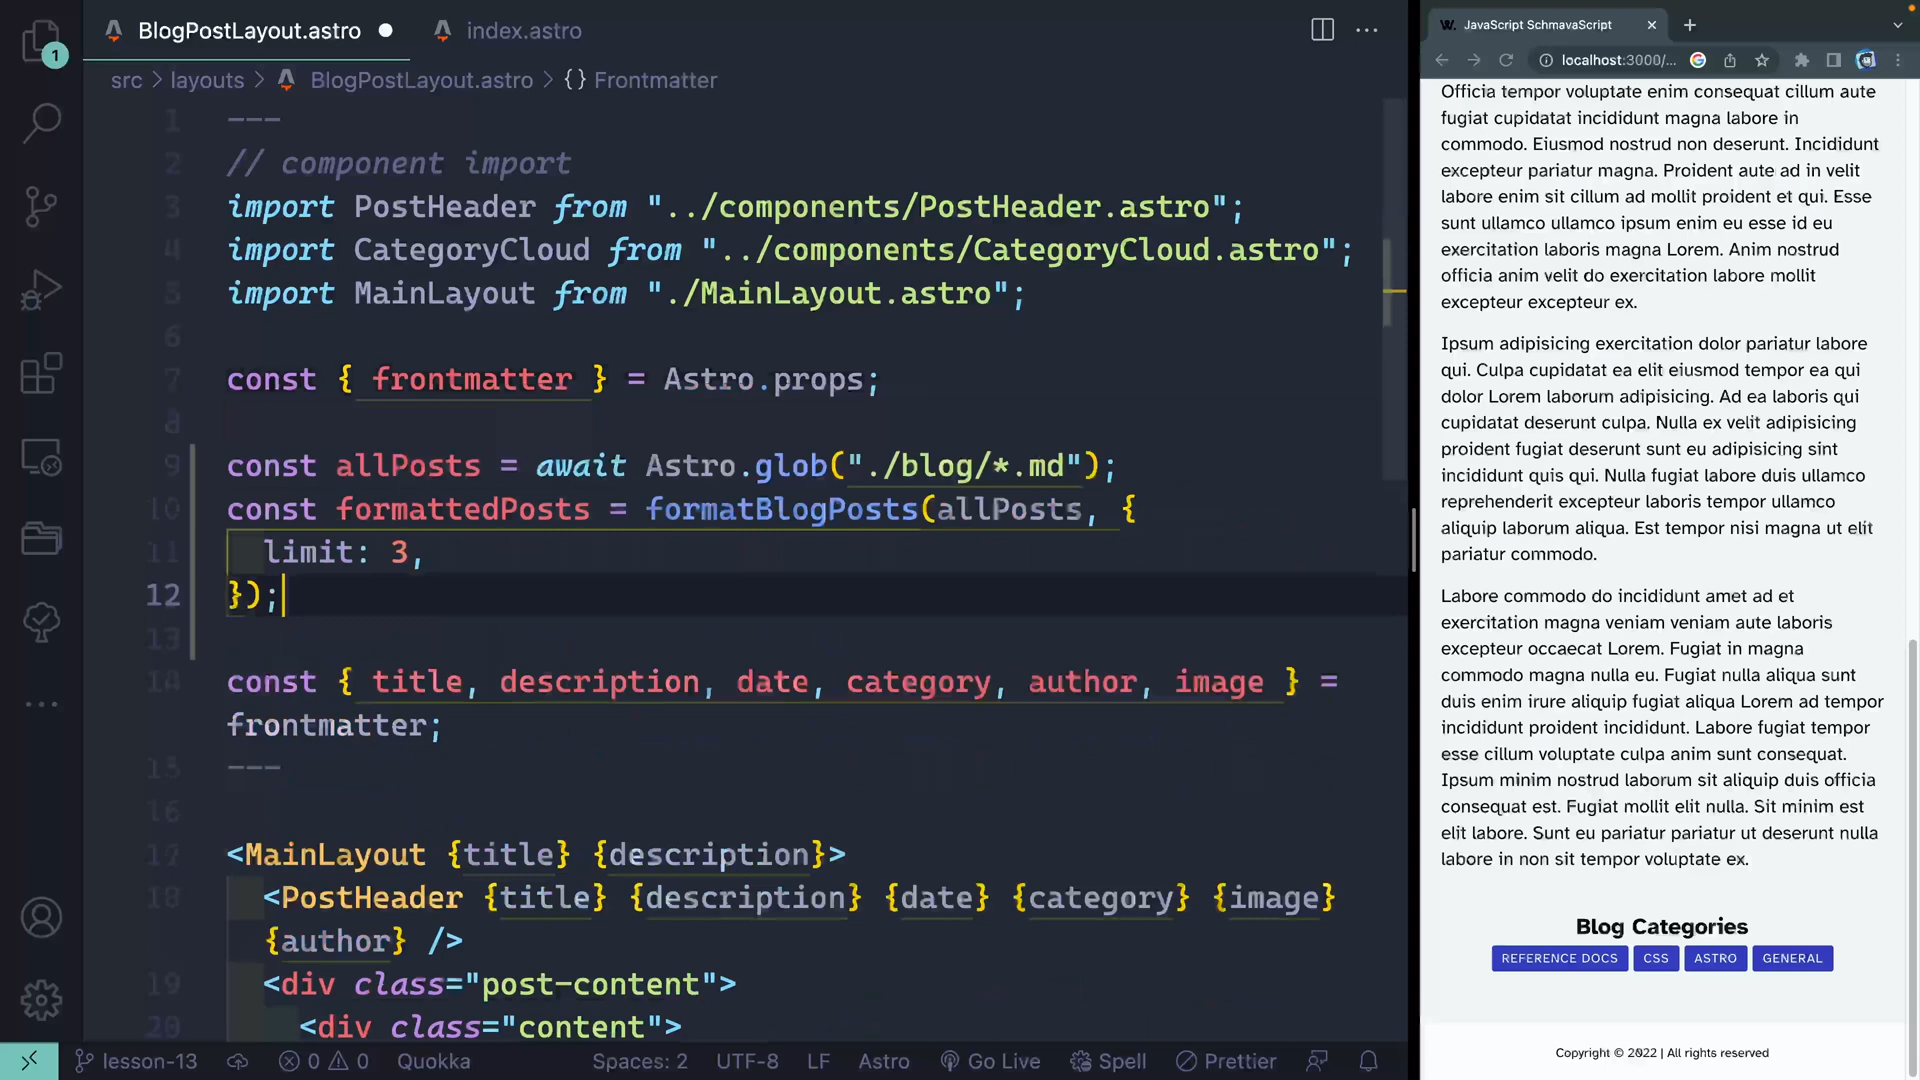 BlogPostLayout.astro
index.astro
1
src > layouts > BlogPostLayout.astro > {} Frontmatter
1 ---
2 // component import
3 import PostHeader from "../components/PostHeader.astro";
4 import CategoryCloud from "../components/CategoryCloud.astro";
5 import MainLayout from "./MainLayout.astro";
6
7 const { frontmatter } = Astro.props;
8
9 const allPosts = await Astro.glob("./blog/*.md");
10 const formattedPosts = formatBlogPosts(allPosts, {
11 limit: 3,
12 });
13
14 const { title, description, date, category, author, image } =
frontmatter;
15 ---
16
17 <MainLayout {title} {description}>
18 <PostHeader {title} {description} {date} {category} {image}
{author} />
19 <div class="post-content">
20 <div class="content">
lesson-13
0 0
Quokka
Spaces: 2
UTF-8
LF
Astro
Go Live
Spell
Prettier
W. JavaScript SchmavaScript
localhost:3000/...
Officia tempor voluptate enim consequat cillum aute
fugiat cupidatat incididunt magna labore in
commodo. Eiusmod nostrud non deserunt. Incididunt
excepteur pariatur magna. Proident aute ad in velit
labore enim sit cillum ad mollit proident et qui. Esse
sunt ullamco ullamco ipsum enim eu esse id eu
exercitation laboris magna Lorem. Anim nostrud
officia anim velit do exercitation labore mollit
excepteur excepteur ex.
Ipsum adipisicing exercitation dolor pariatur labore
qui. Culpa cupidatat ea elit eiusmod tempor ea qui
dolor Lorem laborum adipisicing. Ad ea laboris qui
cupidatat deserunt culpa. Nulla ex velit adipisicing
proident fugiat deserunt sunt eu adipisicing sint
incididunt quis qui. Nulla fugiat labore duis ullamco
reprehenderit excepteur laboris tempor ullamco
aliquip laborum aliqua. Est tempor nisi magna ut elit
pariatur commodo.
Labore commodo do incididunt amet ad et
exercitation magna veniam veniam aute laboris
excepteur occaecat Lorem. Fugiat in magna
commodo magna nulla eu. Fugiat nulla aliqua sunt
duis enim irure aliquip fugiat aliqua Lorem ad tempor
incididunt proident incididunt. Labore fugiat tempor
esse cillum voluptate culpa anim sunt consequat.
Ipsum minim nostrud laborum sit aliquip duis officia
consequat est. Fugiat mollit elit nulla. Sit minim est
elit labore. Sunt eu pariatur pariatur ut deserunt nulla
labore in non sit tempor voluptate ex.
Blog Categories
REFERENCE DOCS CSS ASTRO GENERAL
Copyright © 2022 | All rights reserved